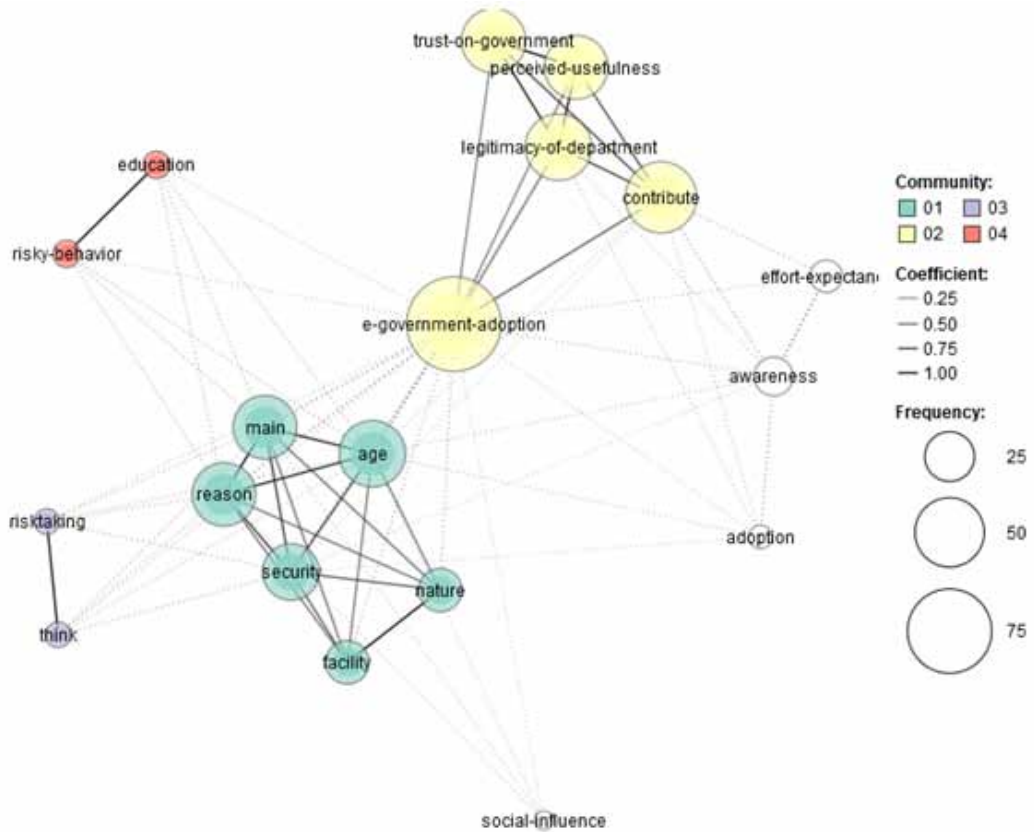 trust-on-government
perceived-usefulness
legitimacy-of-department
education
contribute
risky-behavior
effort-expectanc
e-government-adoption
awareness
main
age
reason
risktaking
adoption
security
nature
think
facility
social-influence
Community:
01 03
02 04
Coefficient:
0.25
0.50
0.75
1.00
Frequency:
25
50
75